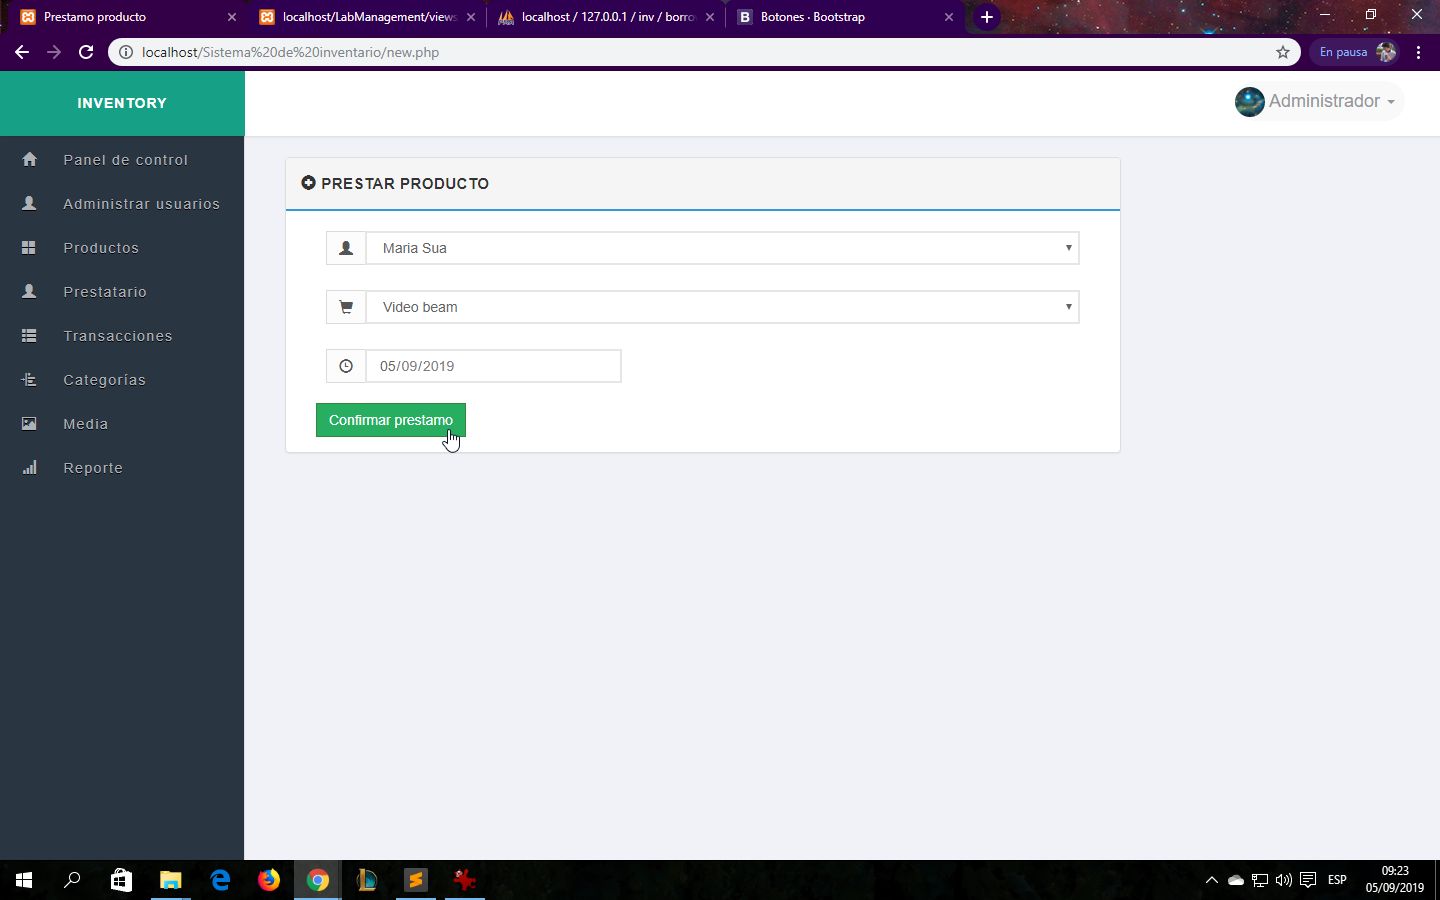 Prestamo producto
localhost/LabManagement/views
localhost / 127.0.0.1 / inv / borro
B Botones · Bootstrap
localhost/Sistema%20de%20inventario/new.php
En pausa
INVENTORY
Administrador
Panel de control
Administrar usuarios
Productos
Prestatario
Transacciones
Categorías
Media
Reporte
PRESTAR PRODUCTO
Maria Sua
Video beam
05/09/2019
Confirmar prestamo
ESP
09:23
05/09/2019